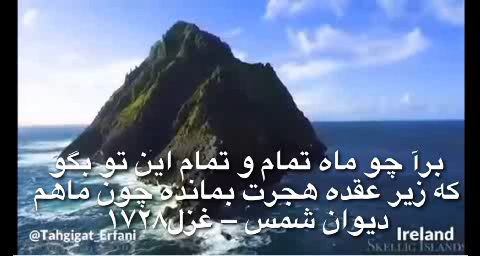 برآ چو ماه تمام و تمام این تو بگو
که زیر عقده هجرت بمانده چون ماهم
دیوان شمس – غزل۱۷۲۸
@Tahgigat_Erfani
Ireland
SKELLIG ISLANDS